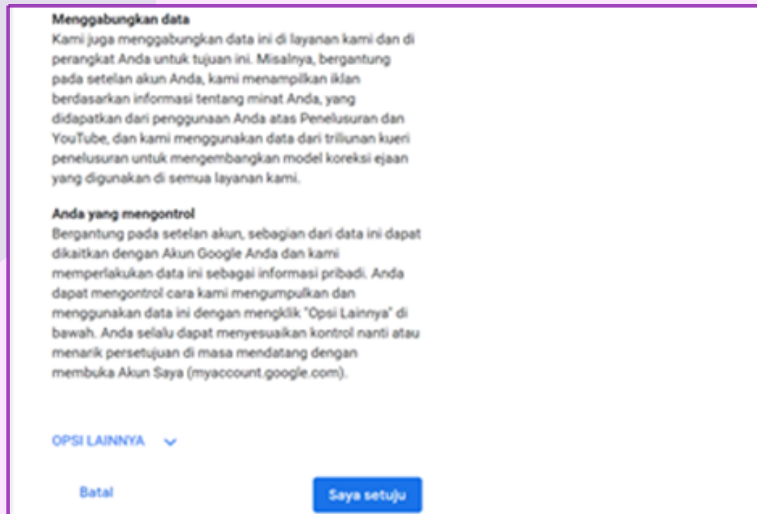 Menggabungkan data
Kami juga menggabungkan data ini di layanan kami dan di
perangkat Anda untuk tujuan ini. Misalnya, bergantung
pada setelan akun Anda, kami menampilkan iklan
berdasarkan informasi tentang minat Anda, yang
didapatkan dari penggunaan Anda atas Penelusuran dan
YouTube, dan kami menggunakan data dari triliunan kueri
penelusuran untuk mengembangkan model koreksi ejaan
yang digunakan di semua layanan kami.
Anda yang mengontrol
Bergantung pada setelan akun, sebagian dari data ini dapat
dikaitkan dengan Akun Google Anda dan kami
memperlakukan data ini sebagai informasi pribadi. Anda
dapat mengontrol cara kami mengumpulkan dan
menggunakan data ini dengan mengklik "Opsi Lainnya" di
bawah. Anda selalu dapat menyesuaikan kontrol nanti atau
menarik persetujuan di masa mendatang dengan
membuka Akun Saya (myaccount.google.com).
OPSI LAINNYA
Batal
Saya setuju